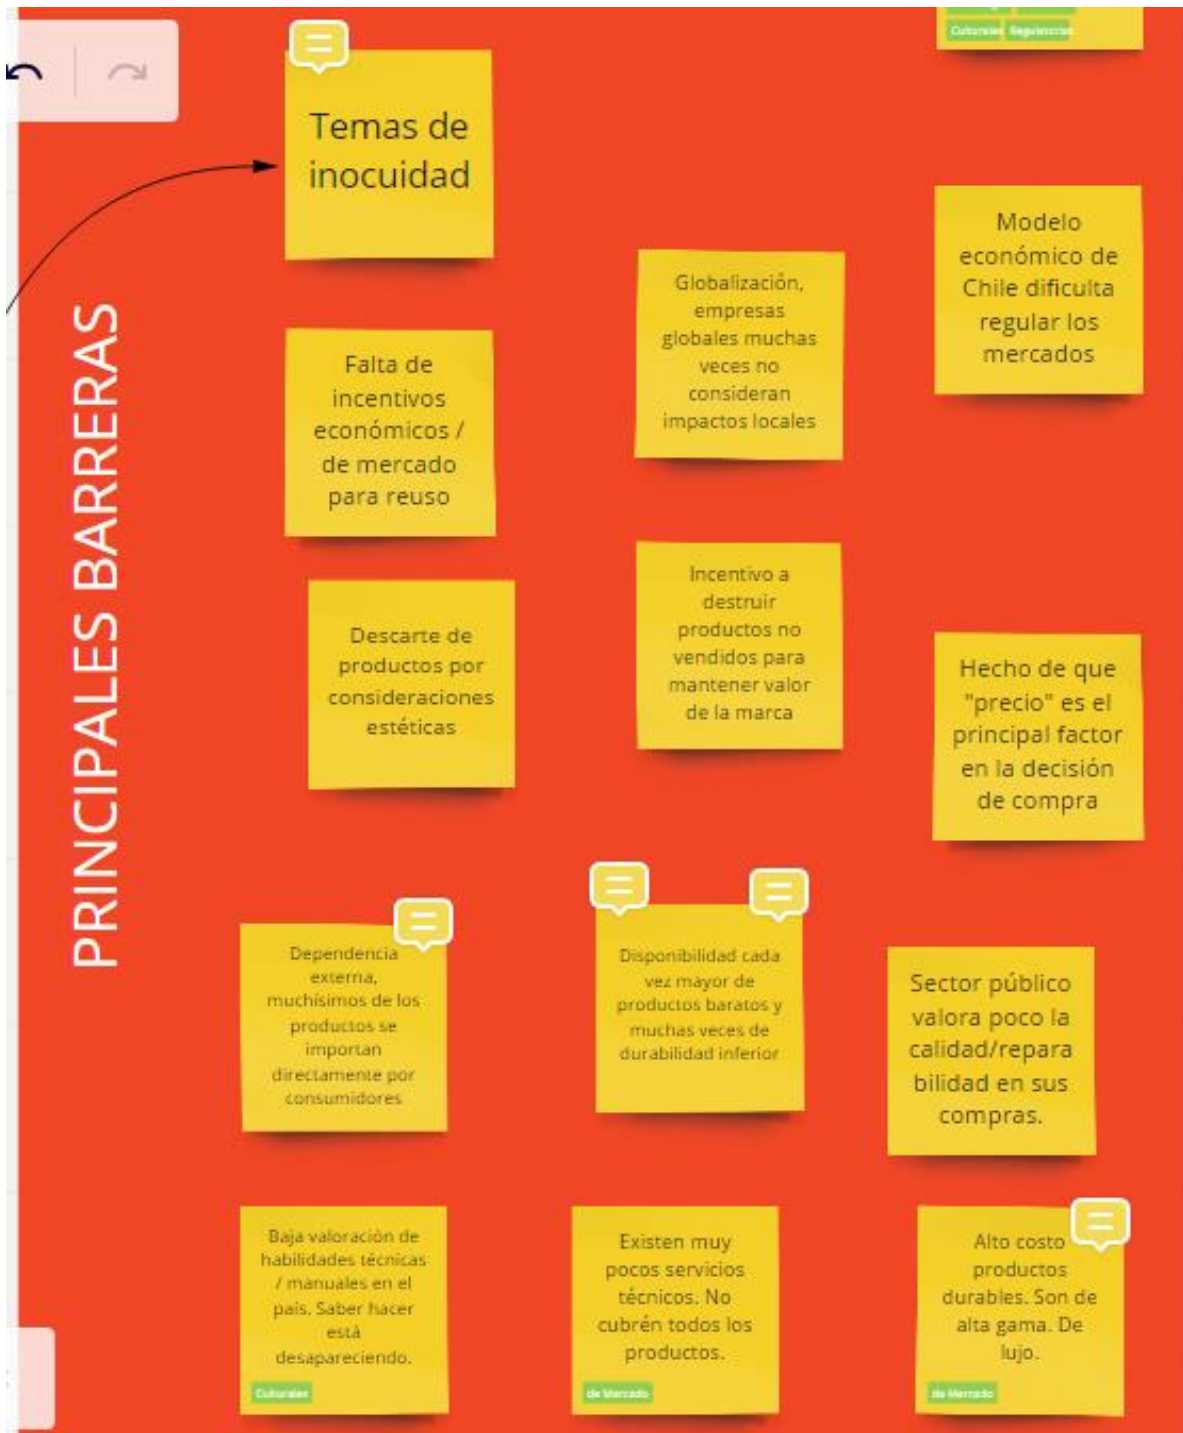 Culturales Regulatorias
Temas de
inocuidad
Modelo
económico de
Chile dificulta
regular los
mercados
Globalización,
empresas
globales muchas
veces no
consideran
impactos locales
PRINCIPALES BARRERAS
Falta de
incentivos
económicos /
de mercado
para reuso
Incentivo a
destruir
productos no
vendidos para
mantener valor
de la marca
Descarte de
productos por
consideraciones
estéticas
Hecho de que
"precio" es el
principal factor
en la decisión
de compra
Dependencia
externa,
muchísimos de los
productos se
importan
directamente por
consumidores
Disponibilidad cada
vez mayor de
productos baratos y
muchas veces de
durabilidad inferior
Sector público
valora poco la
calidad/repara
bilidad en sus
compras.
Baja valoración de
habilidades técnicas
/ manuales en el
país. Saber hacer
está
desapareciendo.
Culturales
Existen muy
pocos servicios
técnicos. No
cubrén todos los
productos.
de Mercado
Alto costo
productos
durables. Son de
alta gama. De
lujo.
de Mercado